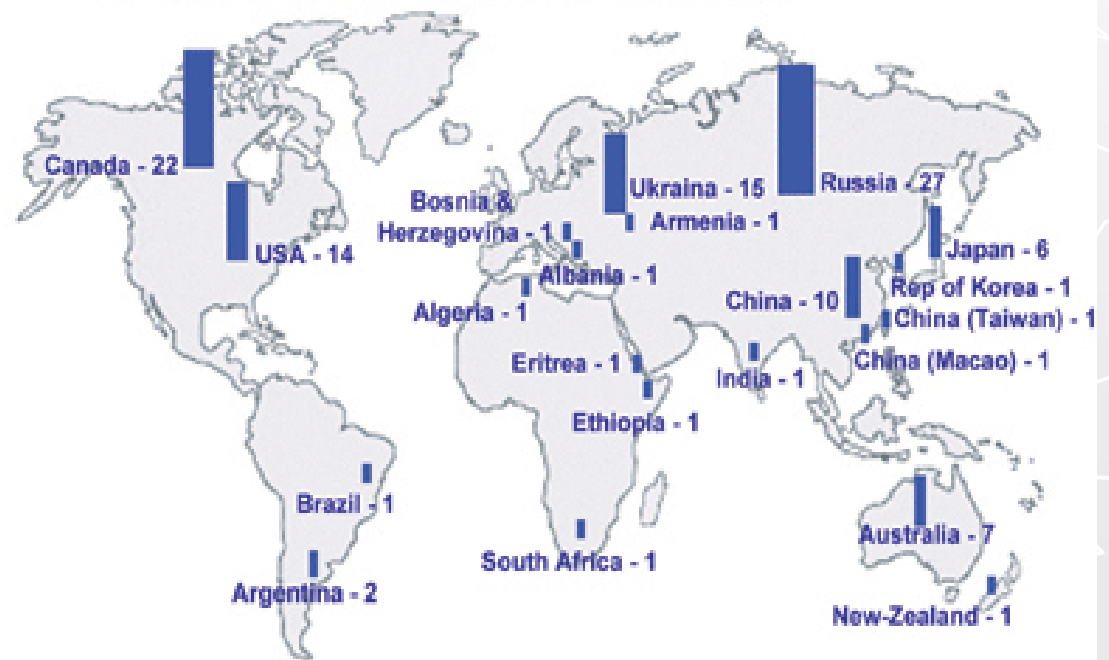 Canada - 22
USA - 14
Bosnia &
Herzegovina - 1
Albania - 1
Algeria - 1
Ukraina - 15
Armenia - 1
Russia - 27
Japan - 6
Rep of Korea - 1
China - 10
China (Taiwan) - 1
China (Macao) - 1
India - 1
Eritrea - 1
Ethiopia - 1
Brazil - 1
Argentina - 2
South Africa - 1
Australia - 7
New-Zealand - 1